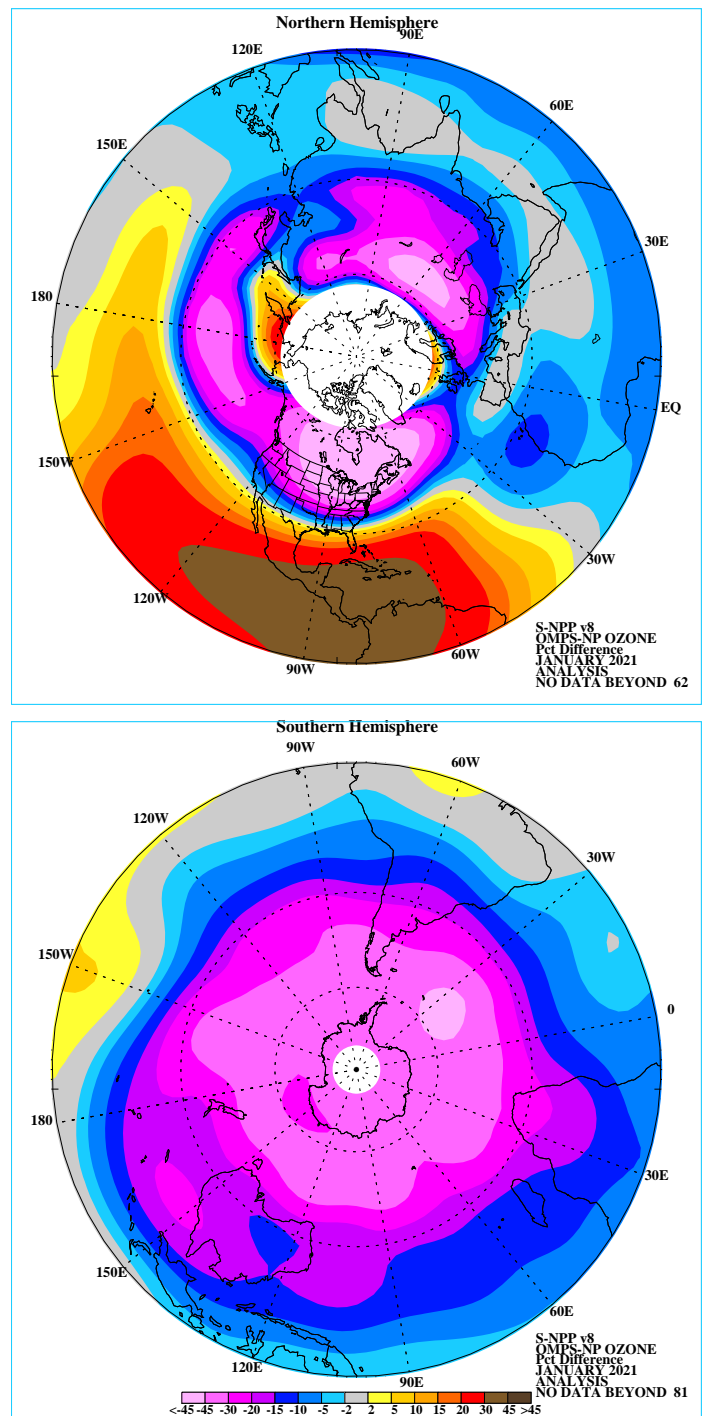 Northern Hemisphere
90E
120E
60E
150E
30E
180
EQ
150W
30W
120W
60W
90W
S-NPP v8
OMPS-NP OZONE
Pct Difference
JANUARY 2021
ANALYSIS
NO DATA BEYOND 62
Southern Hemisphere
90W
60W
120W
30W
150W
0
180
30E
150E
60E
120E
90E
S-NPP v8
OMPS-NP OZONE
Pct Difference
JANUARY 2021
ANALYSIS
NO DATA BEYOND 81
<-45 -45 -30 -20 -15 -10 -5 -2 2 5 10 15 20 30 45 >45